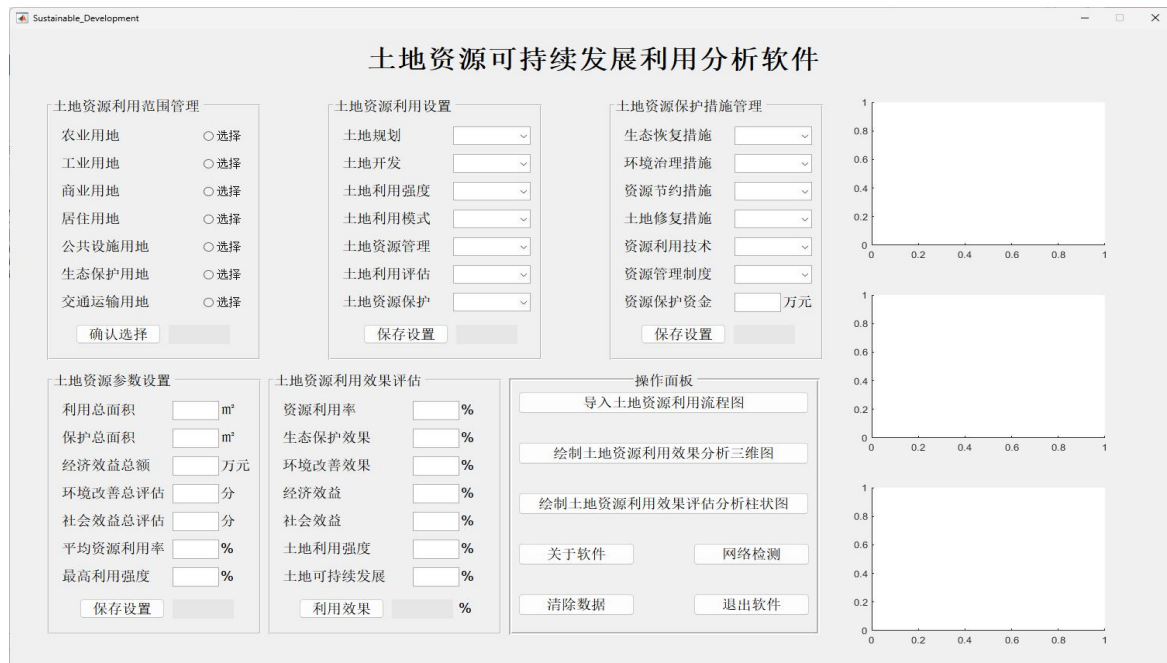 Sustainable_Development
土地资源可持续发展利用分析软件
土地资源利用范围管理
农业用地 选择
工业用地 选择
商业用地 选择
居住用地 选择
公共设施用地 选择
生态保护用地 选择
交通运输用地 选择
确认选择
土地资源利用设置
土地规划
土地开发
土地利用强度
土地利用模式
土地资源管理
土地利用评估
土地资源保护
保存设置
土地资源保护措施管理
生态恢复措施
环境治理措施
资源节约措施
土地修复措施
资源利用技术
资源管理制度
资源保护资金 万元
保存设置
土地资源参数设置
利用总面积 m²
保护总面积 m²
经济效益总额 万元
环境改善总评估 分
社会效益总评估 分
平均资源利用率 %
最高利用强度 %
保存设置
土地资源利用效果评估
资源利用率 %
生态保护效果 %
环境改善效果 %
经济效益 %
社会效益 %
土地利用强度 %
土地可持续发展 %
利用效果 %
操作面板
导入土地资源利用流程图
绘制土地资源利用效果分析三维图
绘制土地资源利用效果评估分析柱状图
关于软件 网络检测
清除数据 退出软件
1
0.8
0.6
0.4
0.2
0
0 0.2 0.4 0.6 0.8 1
1
0.8
0.6
0.4
0.2
0
0 0.2 0.4 0.6 0.8 1
1
0.8
0.6
0.4
0.2
0
0 0.2 0.4 0.6 0.8 1